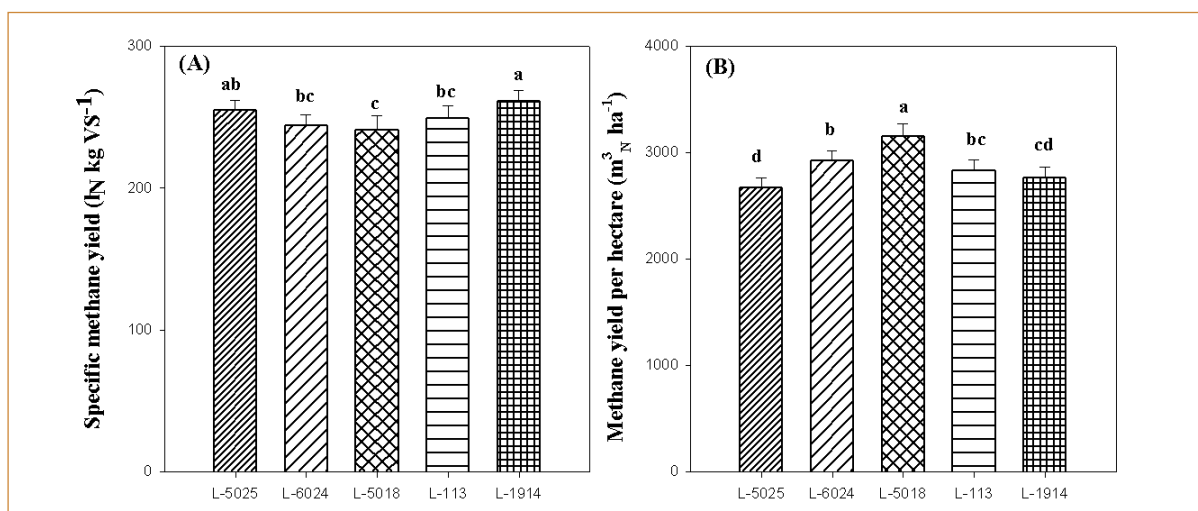 (A)
Specific methane yield (lN kg VS-1)
300
200
100
0
ab
bc
c
bc
a
L-5025
L-6024
L-5018
L-113
L-1914
(B)
Methane yield per hectare (m3N ha-1)
4000
3000
2000
1000
0
d
b
a
bc
cd
L-5025
L-6024
L-5018
L-113
L-1914